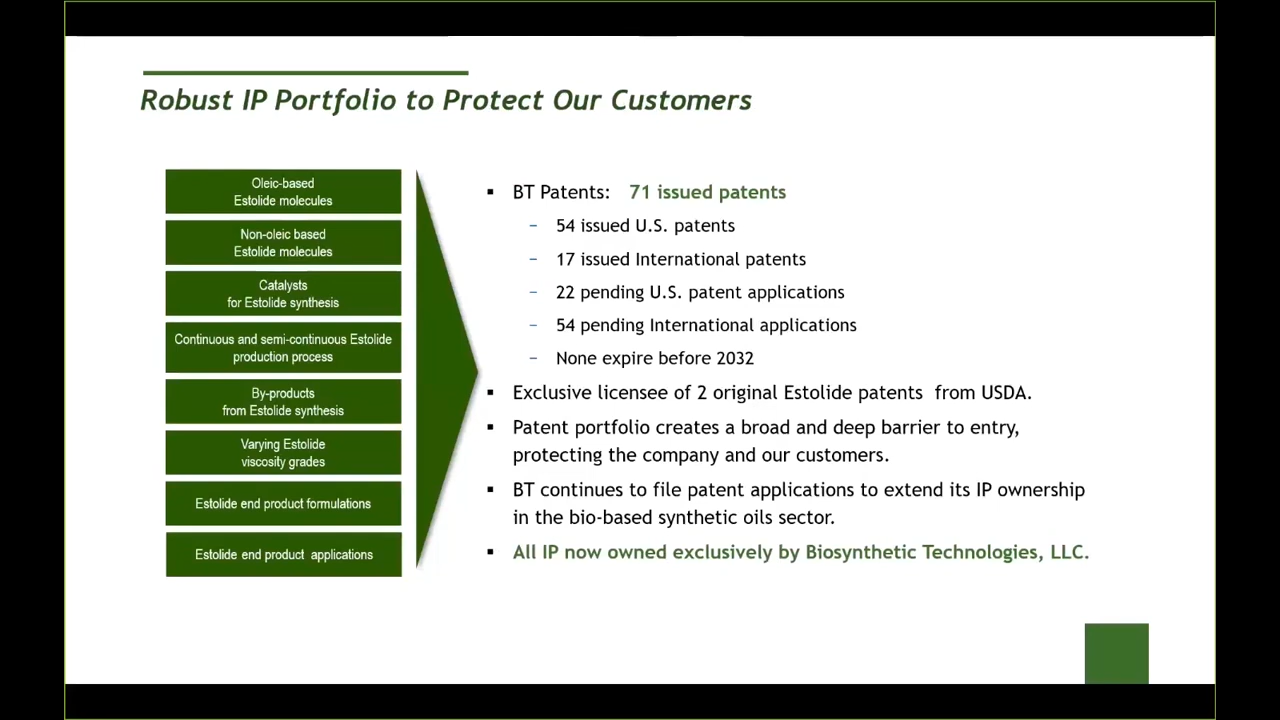 Robust IP Portfolio to Protect Our Customers
Oleic-based
Estolide molecules
Non-oleic based
Estolide molecules
Catalysts
for Estolide synthesis
Continuous and semi-continuous Estolide
production process
By-products
from Estolide synthesis
Varying Estolide
viscosity grades
Estolide end product formulations
Estolide end product applications
▪ BT Patents: 71 issued patents
– 54 issued U.S. patents
– 17 issued International patents
– 22 pending U.S. patent applications
– 54 pending International applications
– None expire before 2032
▪ Exclusive licensee of 2 original Estolide patents from USDA.
▪ Patent portfolio creates a broad and deep barrier to entry,
protecting the company and our customers.
▪ BT continues to file patent applications to extend its IP ownership
in the bio-based synthetic oils sector.
▪ All IP now owned exclusively by Biosynthetic Technologies, LLC.